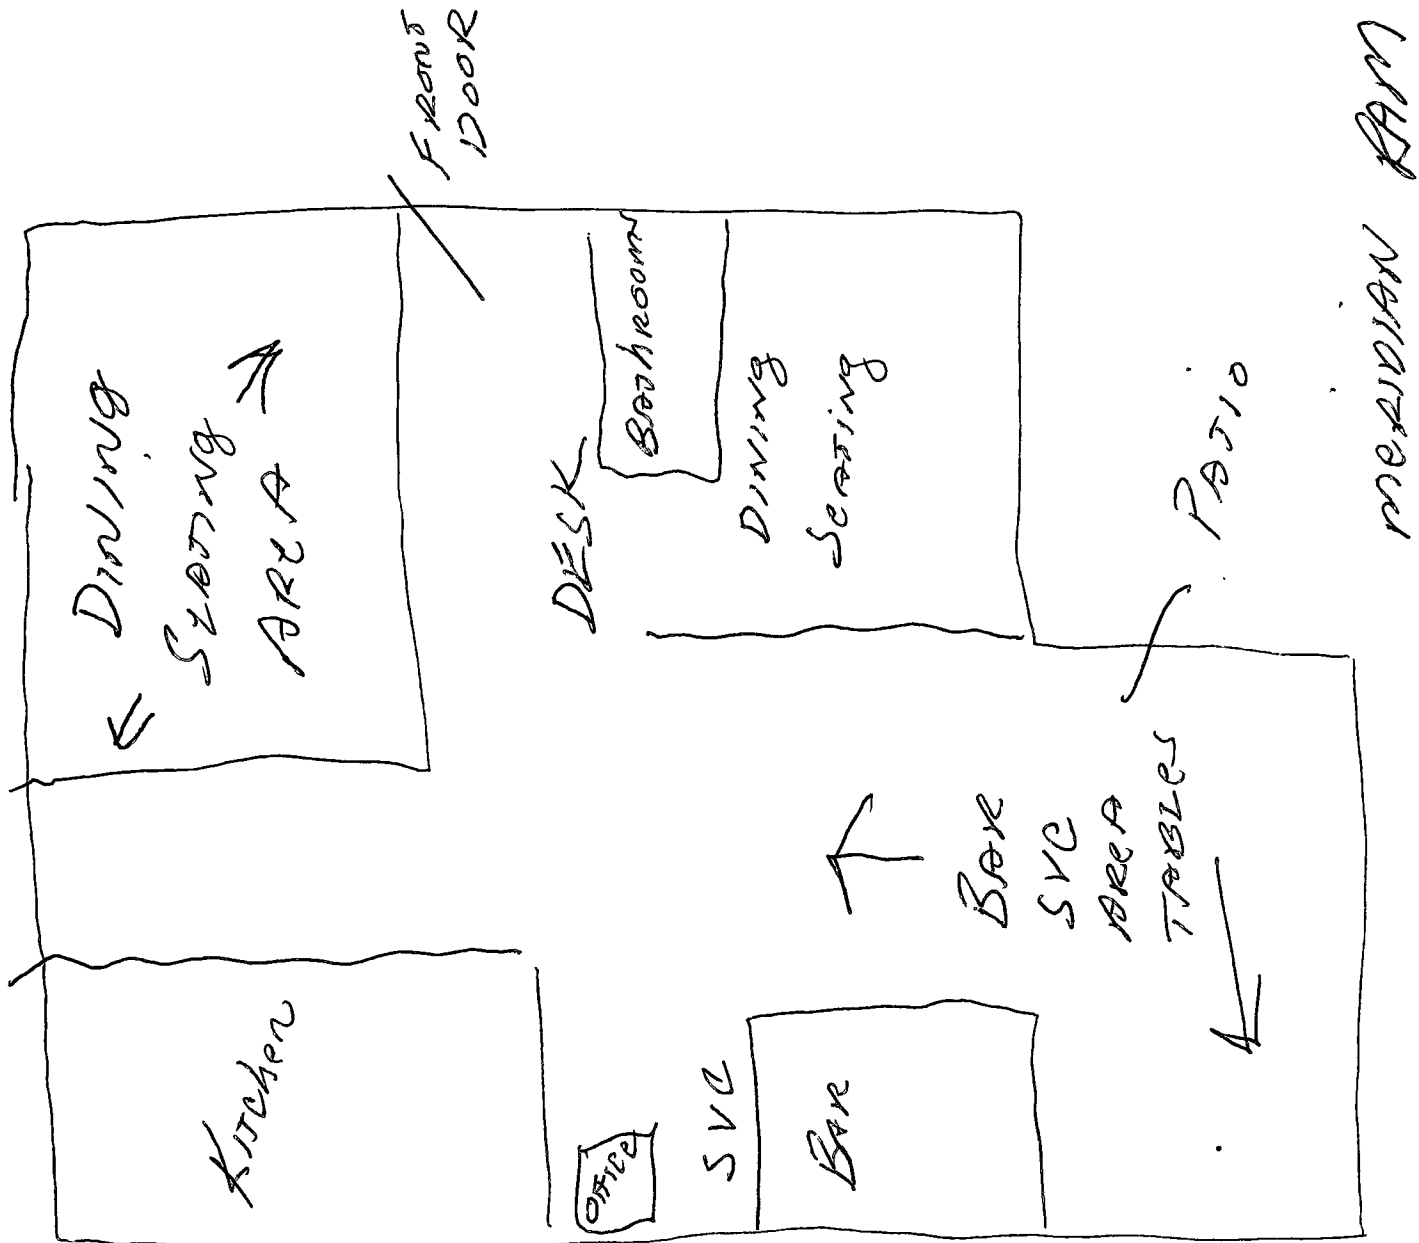 FRONT
DOOR
DINING
SEATING
AREA
Bathroom
DESK
DINING
Seating
PATIO
BAR
SVC
AREA
TABLES
Kitchen
OFFICE
SVC
BAR
MERIDIAN RAM